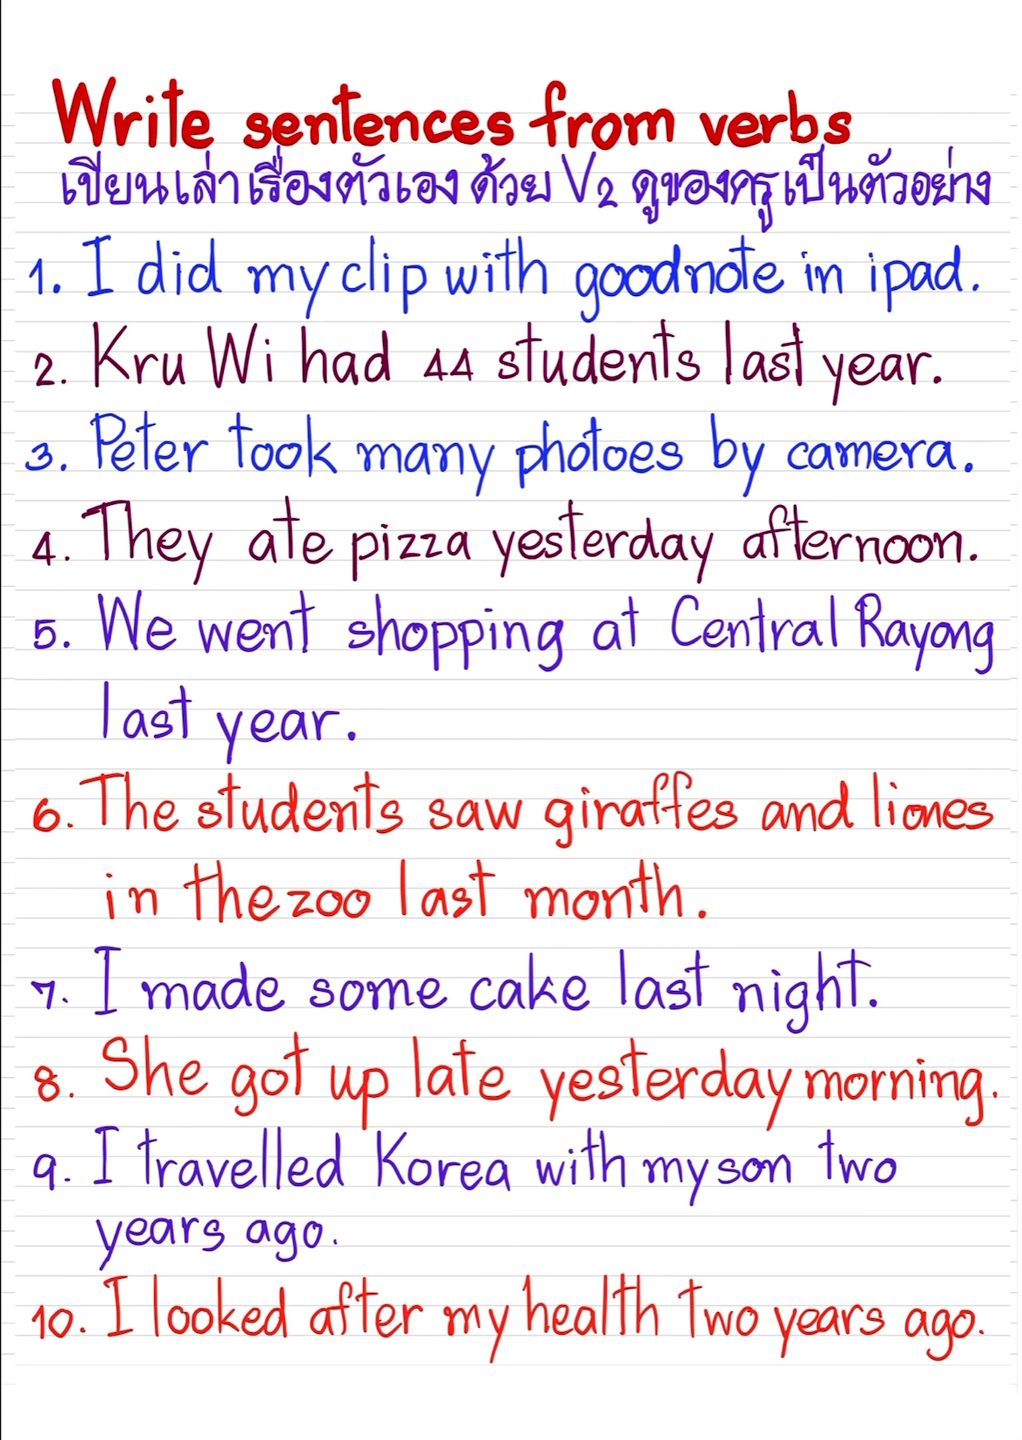 Write sentences from verbs
เขียนเล่าเรื่องตัวเอง ด้วย V2 ดูของครูเป็นตัวอย่าง
1. I did my clip with goodnote in ipad.
2. Kru Wi had 44 students last year.
3. Peter took many photoes by camera.
4. They ate pizza yesterday afternoon.
5. We went shopping at Central Rayong
last year.
6. The students saw giraffes and liones
in the zoo last month.
7. I made some cake last night.
8. She got up late yesterday morning.
9. I travelled Korea with my son two
years ago.
10. I looked after my health two years ago.